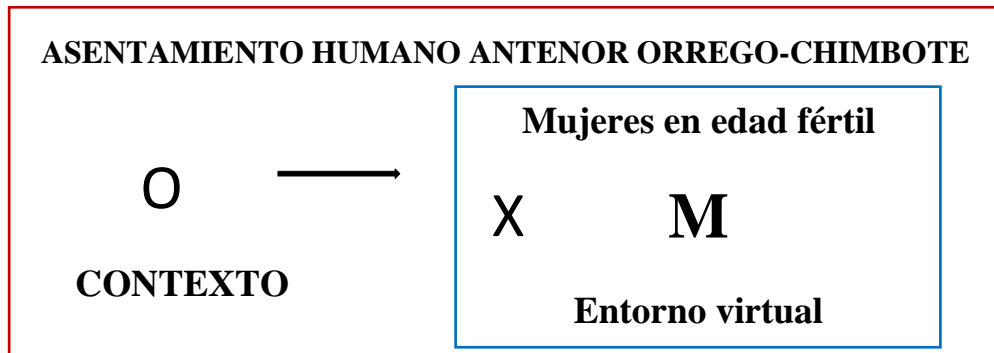 ASENTAMIENTO HUMANO ANTENOR ORREGO-CHIMBOTE
Mujeres en edad fértil
O
X M
CONTEXTO
Entorno virtual